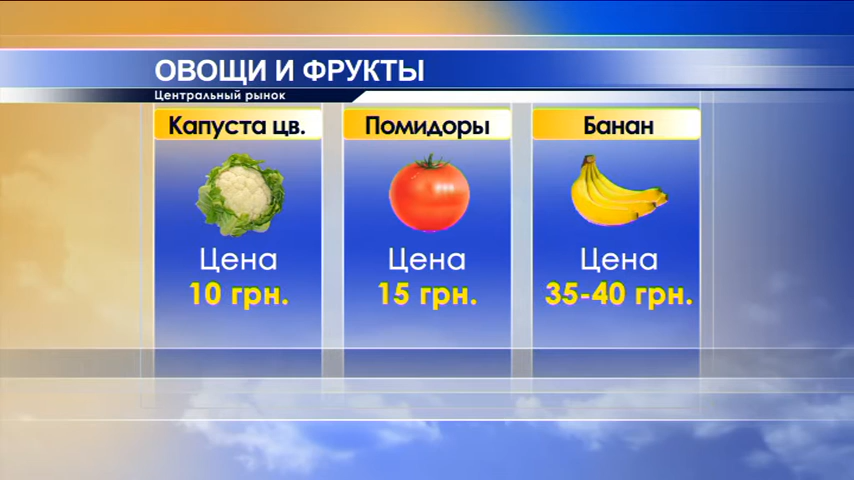 ОВОЩИ И ФРУКТЫ
Центральный рынок
Капуста цв.
Цена
10 грн.
Помидоры
Цена
15 грн.
Банан
Цена
35-40 грн.